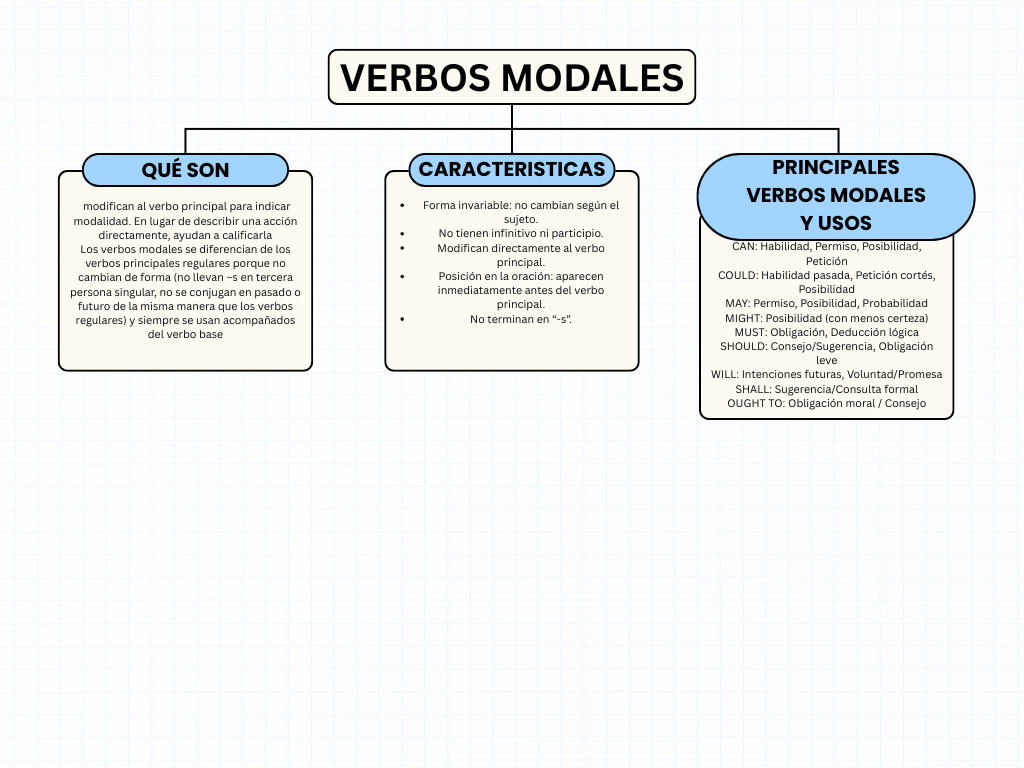 VERBOS MODALES
QUÉ SON
modifican al verbo principal para indicar
modalidad. En lugar de describir una acción
directamente, ayudan a calificarla
Los verbos modales se diferencian de los
verbos principales regulares porque no
cambian de forma (no llevan –s en tercera
persona singular, no se conjugan en pasado o
futuro de la misma manera que los verbos
regulares) y siempre se usan acompañados
del verbo base
CARACTERISTICAS
• Forma invariable: no cambian según el
sujeto.
• No tienen infinitivo ni participio.
• Modifican directamente al verbo
principal.
• Posición en la oración: aparecen
inmediatamente antes del verbo
principal.
• No terminan en “-s”.
PRINCIPALES
VERBOS MODALES
Y USOS
CAN: Habilidad, Permiso, Posibilidad,
Petición
COULD: Habilidad pasada, Petición cortés,
Posibilidad
MAY: Permiso, Posibilidad, Probabilidad
MIGHT: Posibilidad (con menos certeza)
MUST: Obligación, Deducción lógica
SHOULD: Consejo/Sugerencia, Obligación
leve
WILL: Intenciones futuras, Voluntad/Promesa
SHALL: Sugerencia/Consulta formal
OUGHT TO: Obligación moral / Consejo